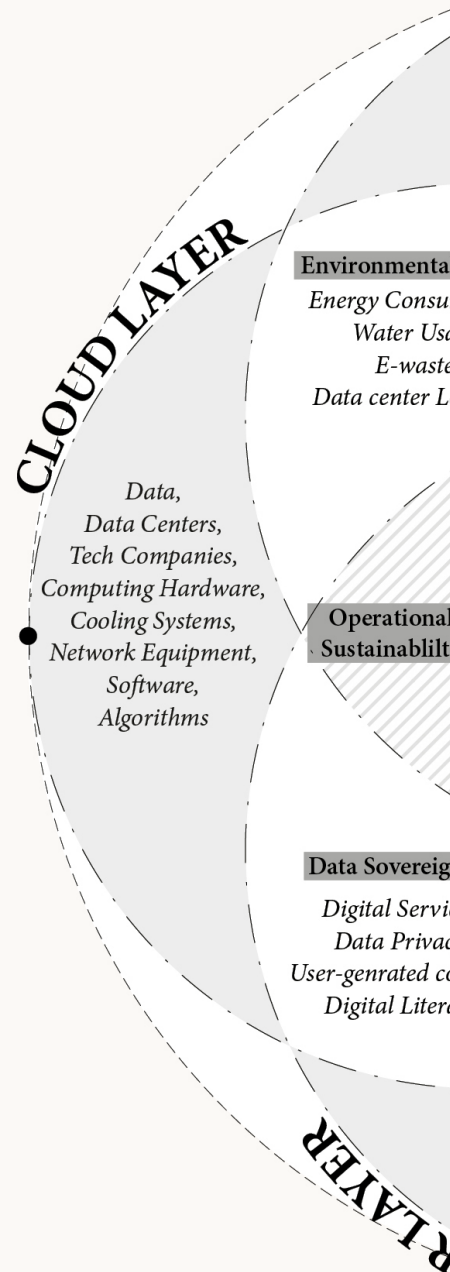 CLOUD LAYER
Environmenta
Energy Consu
Water Usa
E-waste
Data center L
Data,
Data Centers,
Tech Companies,
Computing Hardware,
Cooling Systems,
Network Equipment,
Software,
Algorithms
Operational
Sustainablilt
Data Sovereig
Digital Servi
Data Privac
User-genrated co
Digital Litera
R LAYER